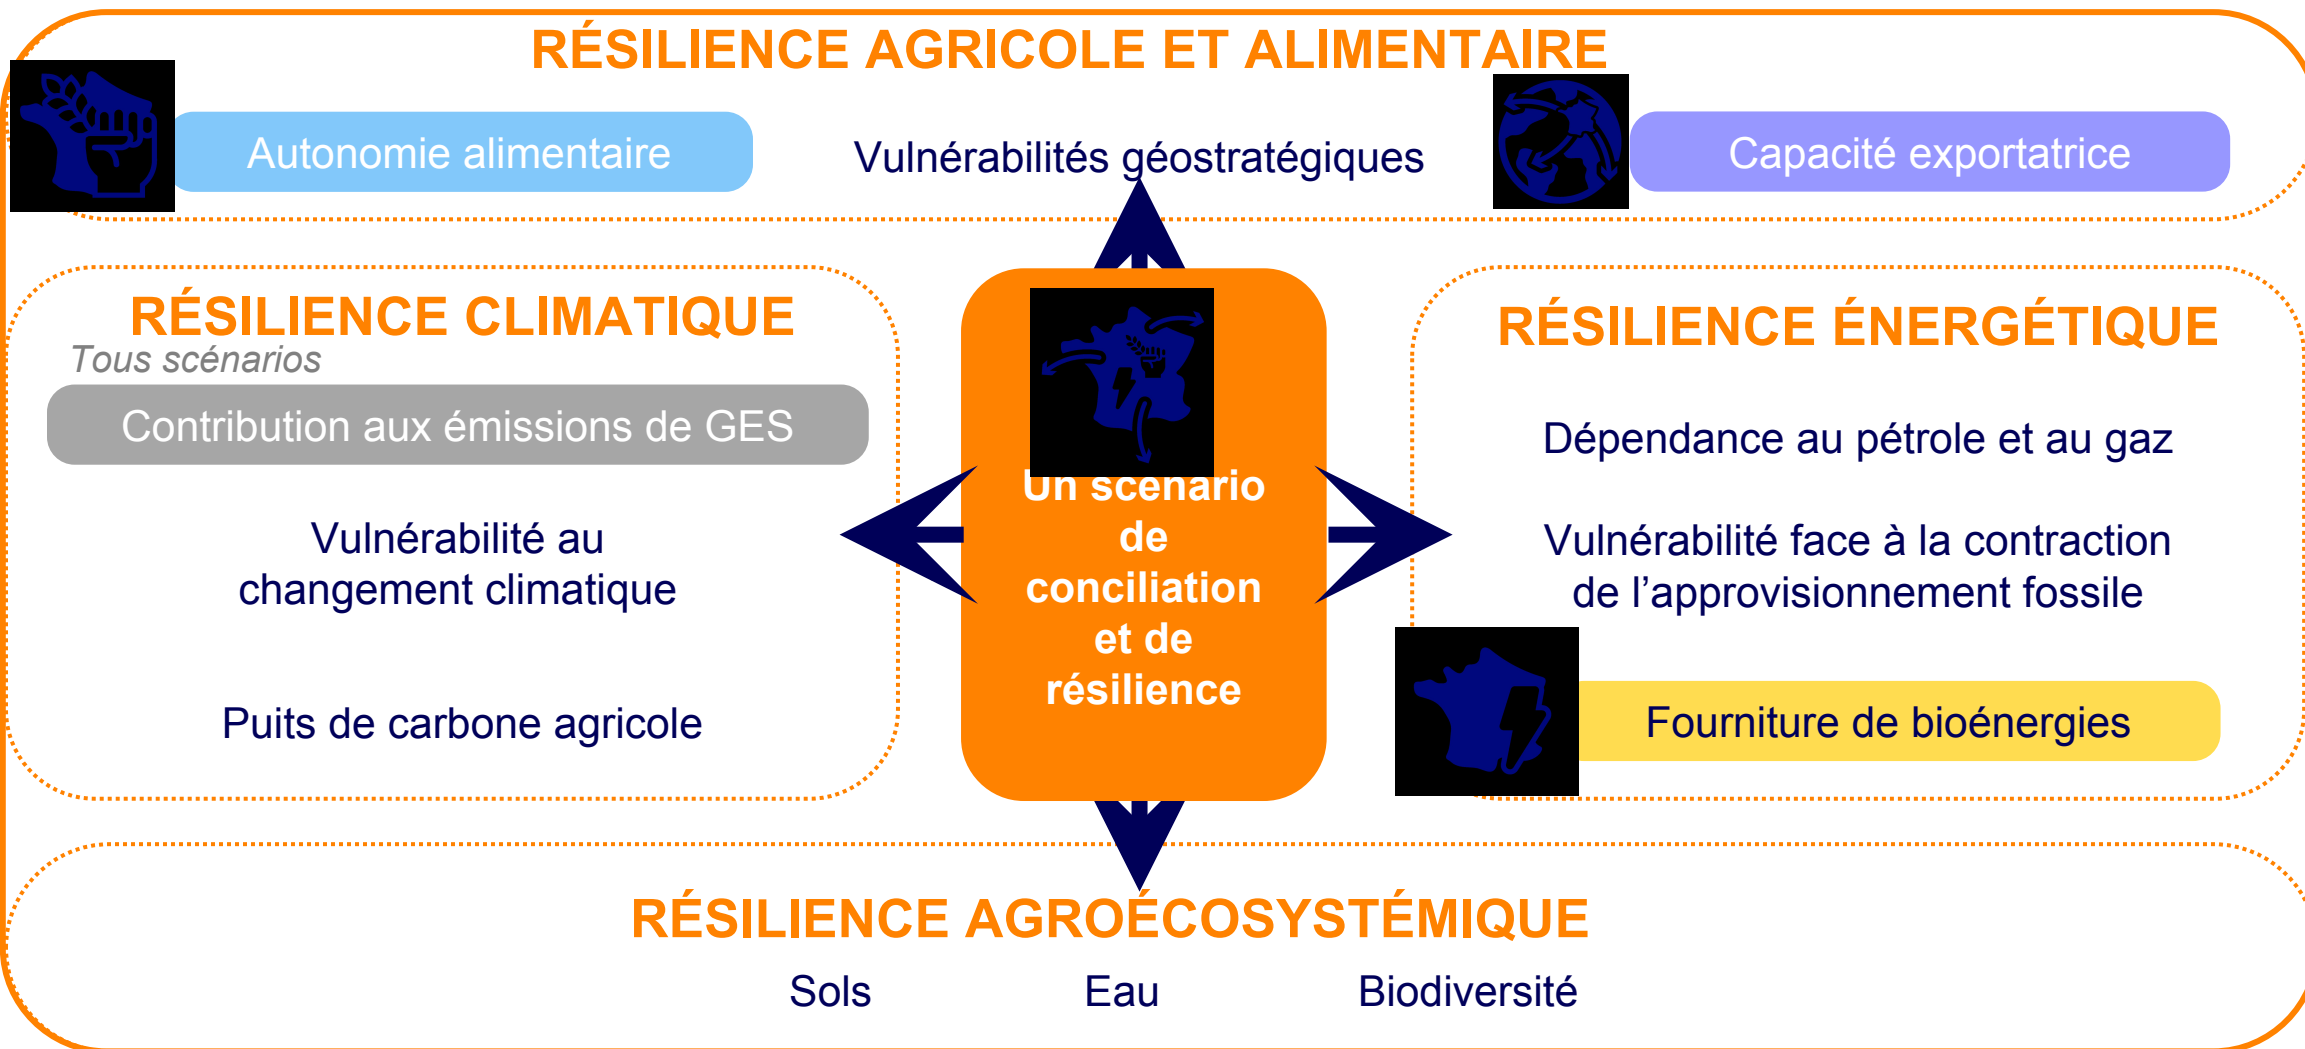 RÉSILIENCE AGRICOLE ET ALIMENTAIRE
Autonomie alimentaire
Vulnérabilités géostratégiques
Capacité exportatrice
RÉSILIENCE CLIMATIQUE
Tous scénarios
Contribution aux émissions de GES
Vulnérabilité au
changement climatique
Puits de carbone agricole
Un scénario
de
conciliation
et de
résilience
RÉSILIENCE ÉNERGÉTIQUE
Dépendance au pétrole et au gaz
Vulnérabilité face à la contraction
de l’approvisionnement fossile
Fourniture de bioénergies
RÉSILIENCE AGROÉCOSYSTÉMIQUE
Sols
Eau
Biodiversité